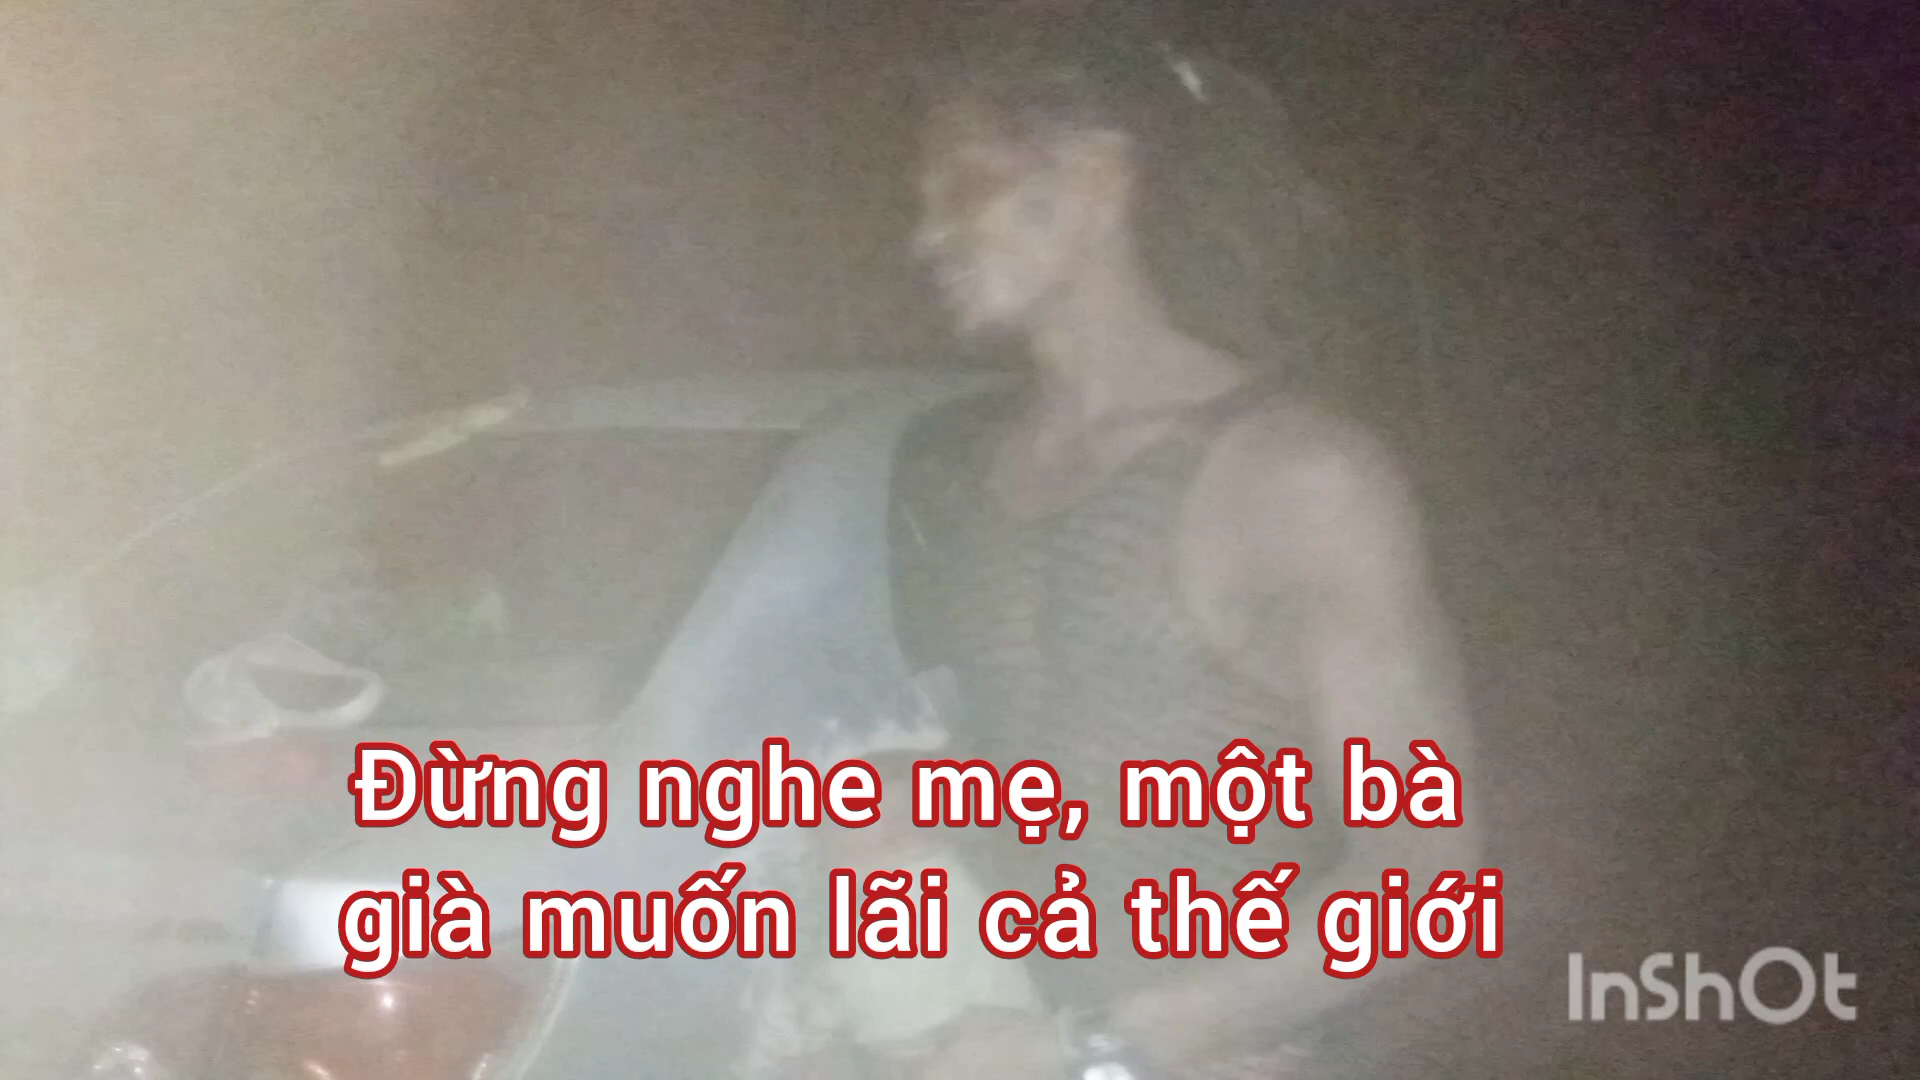 Đừng nghe mẹ, một bà
già muốn lãi cả thế giới
InShOt